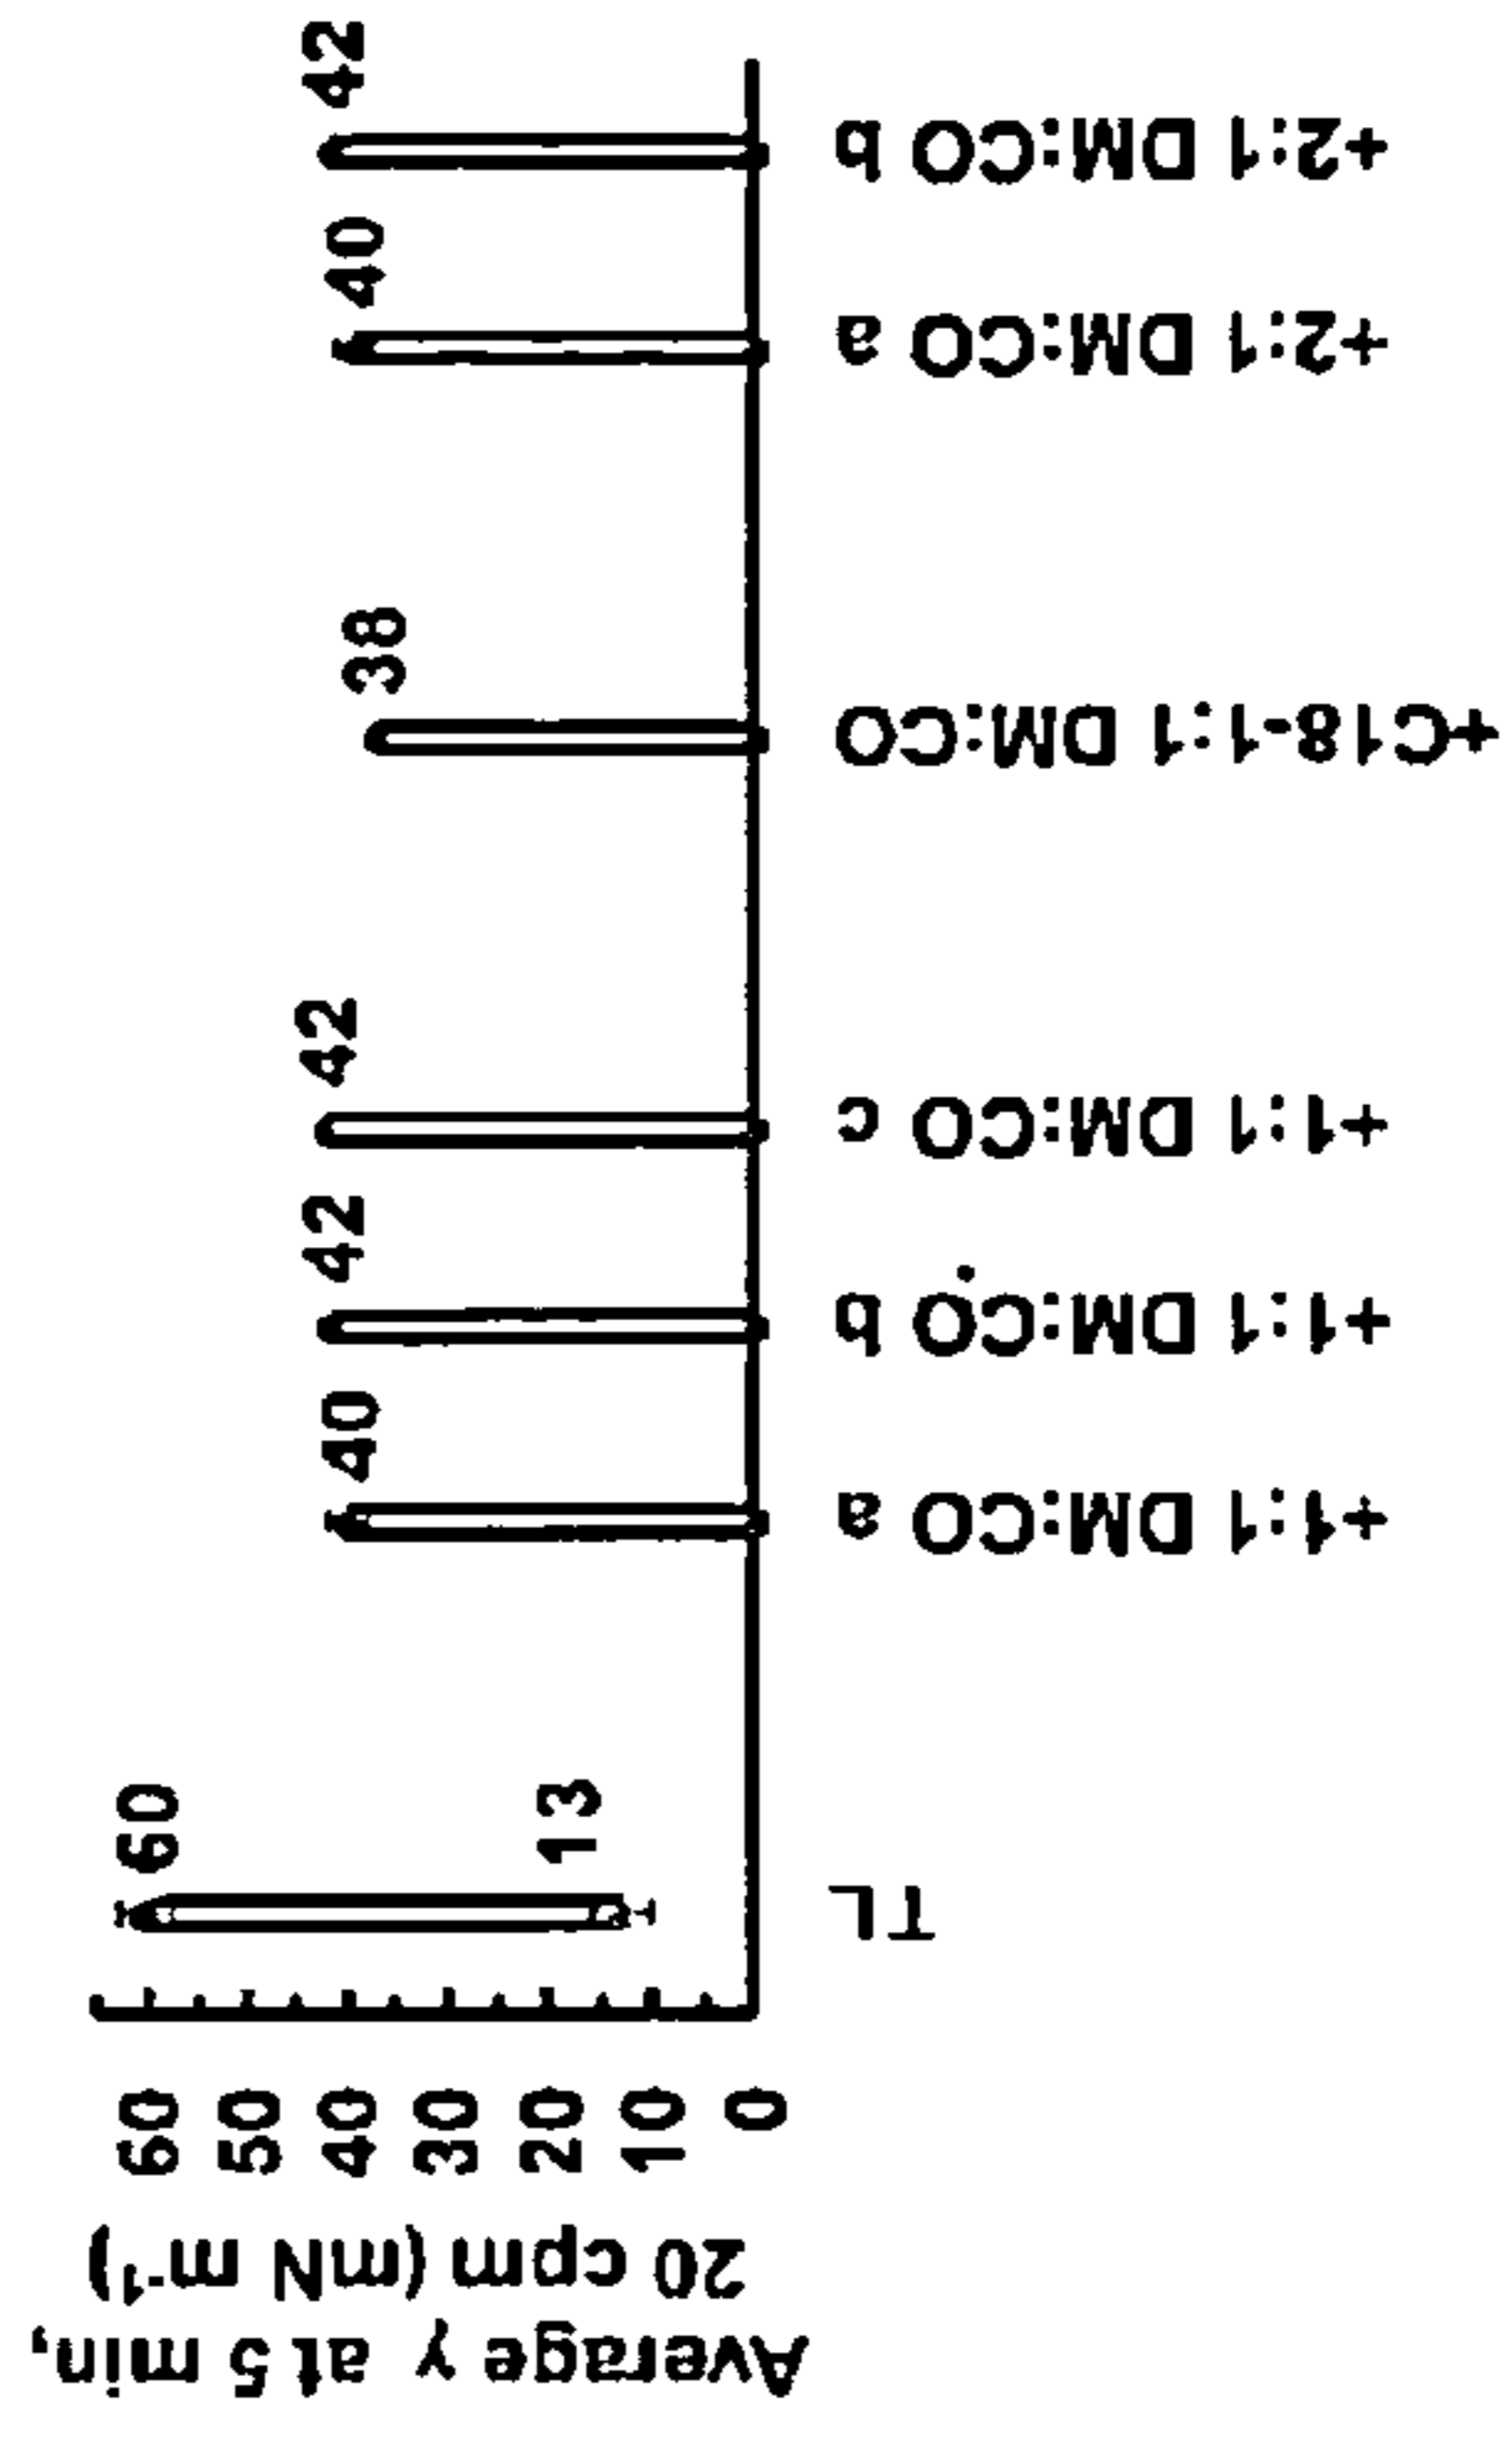 Average γ at 5 min,
20 cpm (mN m⁻¹)
60
50
40
30
20
10
0
60
13
40
42
42
38
40
42
TL
+1:1 DM:CO a
+1:1 DM:CO b
+1:1 DM:CO c
+C18-1:1 DM:CO
+2:1 DM:CO a
+2:1 DM:CO b